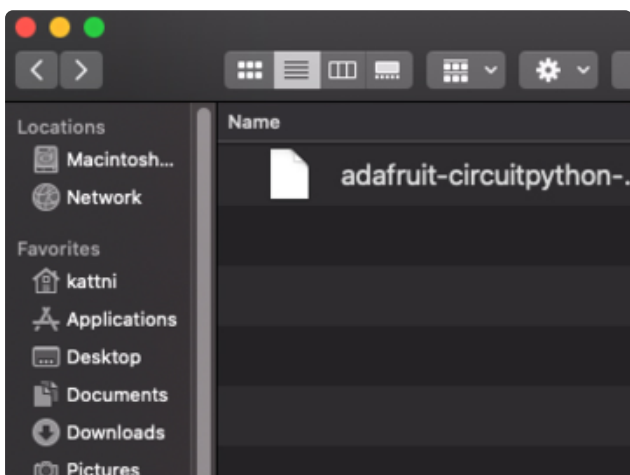 Locations
Macintosh...
Network
Favorites
kattni
Applications
Desktop
Documents
Downloads
Pictures
Name
adafruit-circuitpython-.